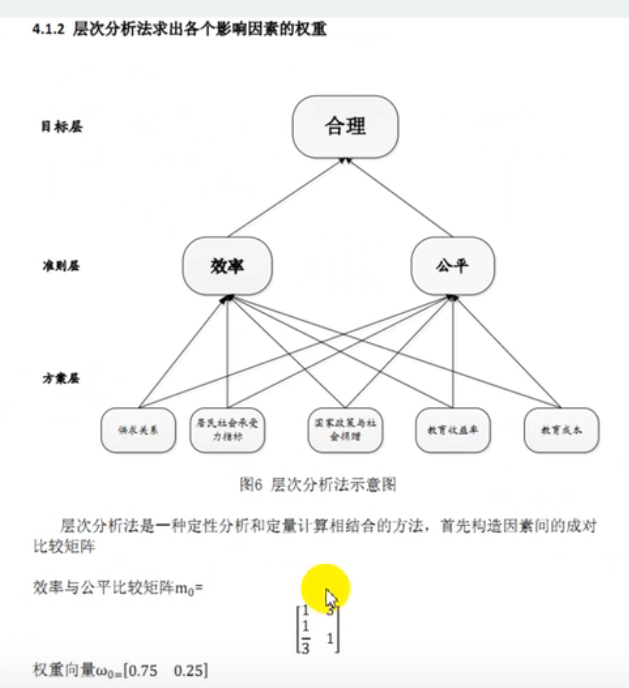 4.1.2 层次分析法求出各个影响因素的权重
目标层
合理
准则层
效率
公平
方案层
供求关系
居民社会承受
力指标
国家政策与社
会捐赠
教育收益率
教育成本
图6 层次分析法示意图
层次分析法是一种定性分析和定量计算相结合的方法，首先构造因素间的成对
比较矩阵
效率与公平比较矩阵m₀=
[1 3
1/3 1]
权重向量ω₀=[0.75 0.25]